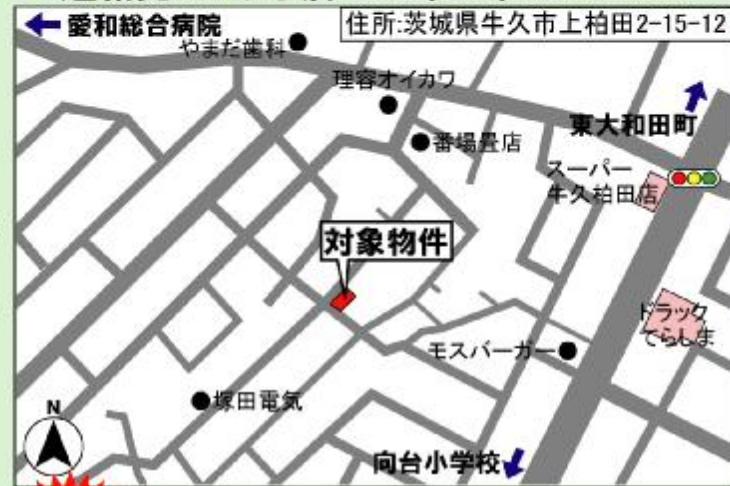 愛和総合病院
住所:茨城県牛久市上柏田2-15-12
やまだ歯科
理容オイカワ
東大和田町
番場畳店
スーパー
牛久柏田店
対象物件
ドラック
てらしま
モスバーガー
塚田電気
N
向台小学校